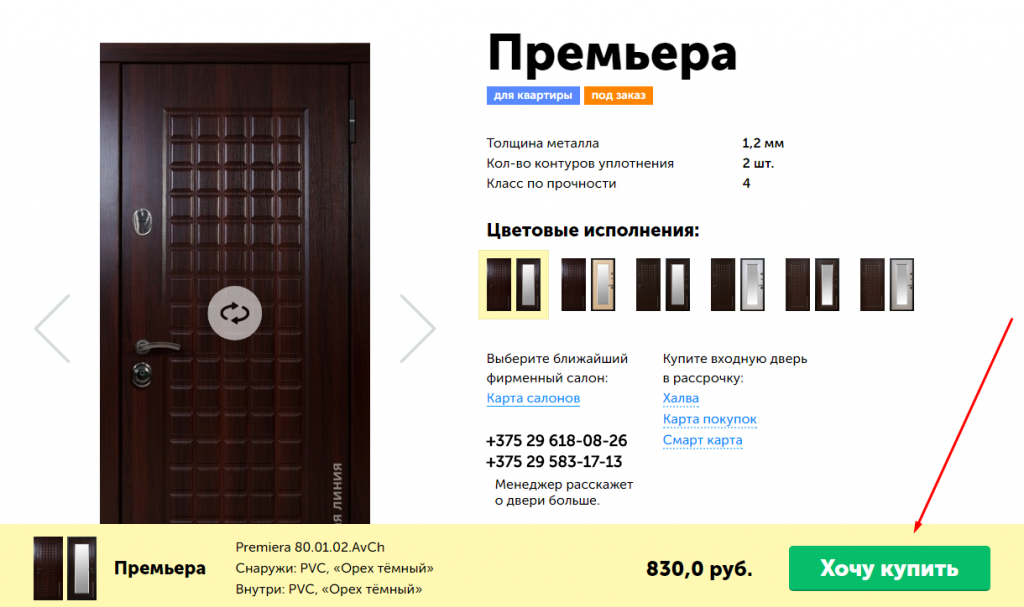 Премьера
для квартиры под заказ
Толщина металла 1,2 мм
Кол-во контуров уплотнения 2 шт.
Класс по прочности 4
Цветовые исполнения:
Выберите ближайший
фирменный салон:
Карта салонов
Купите входную дверь
в рассрочку:
Халва
Карта покупок
Смарт карта
+375 29 618-08-26
+375 29 583-17-13
Менеджер расскажет
о двери больше.
я линия
Премьера
Premiera 80.01.02.AvCh
Снаружи: PVC, «Орех тёмный»
Внутри: PVC, «Орех тёмный»
830,0 руб.
Хочу купить